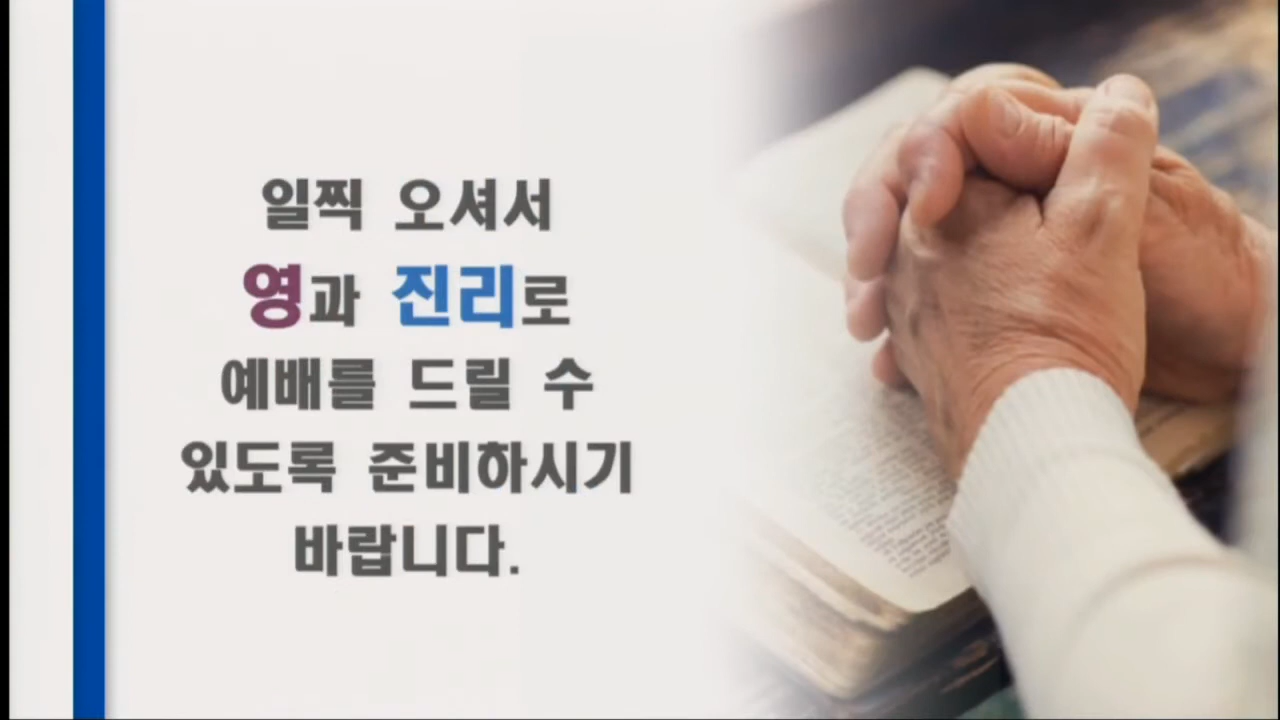 일찍 오셔서
영과 진리로
예배를 드릴 수
있도록 준비하시기
바랍니다.